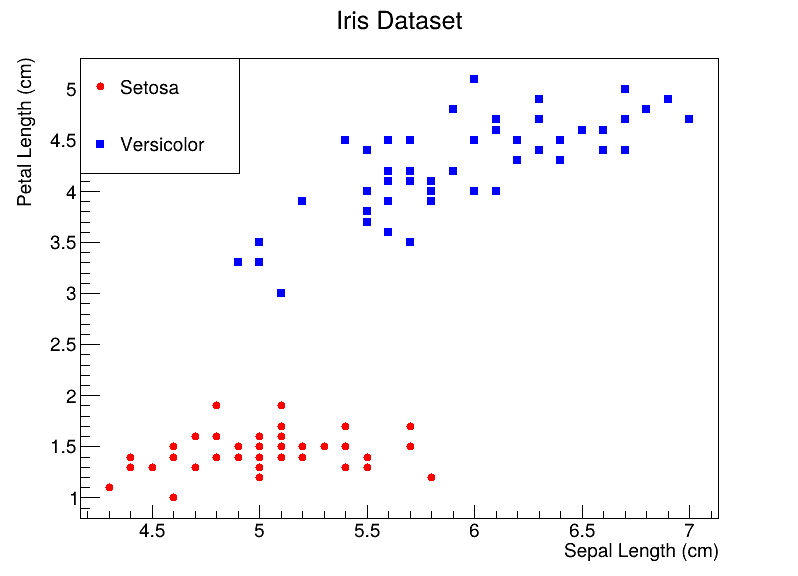 Iris Dataset
Petal Length (cm)
Setosa
Versicolor
5
4.5
4
3.5
3
2.5
2
1.5
1
4.5 5 5.5 6 6.5 7
Sepal Length (cm)